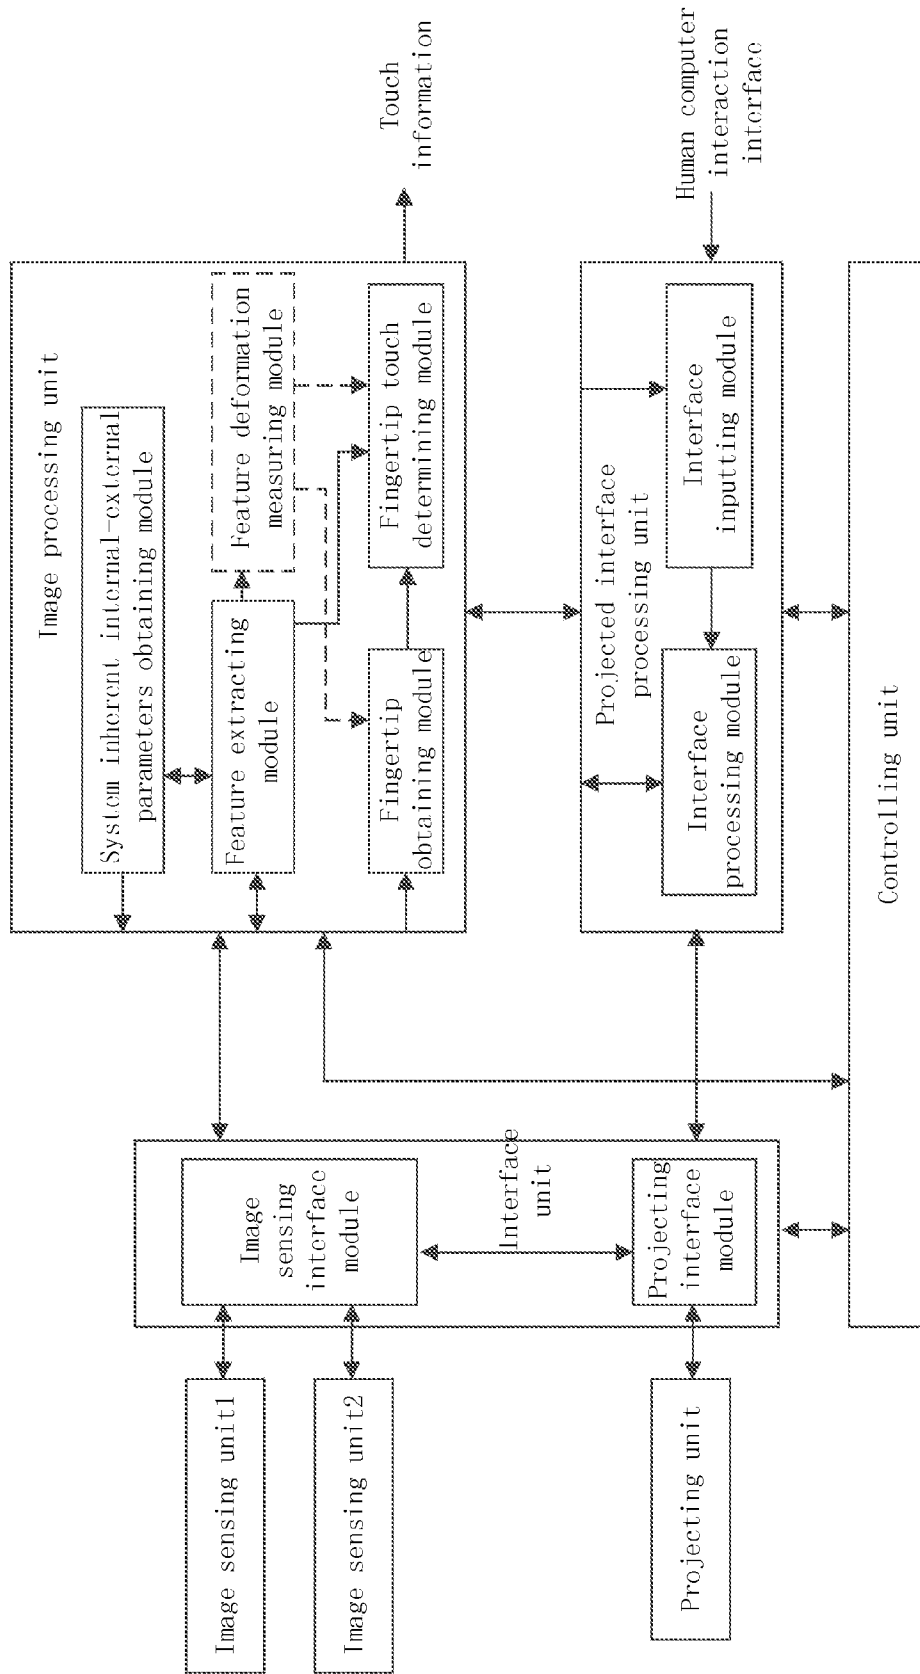 Image sensing unit1
Image sensing unit2
Projecting unit
Image
sensing
interface
module
Interface
unit
Projecting
interface
module
Image processing unit
System inherent internal-external
parameters obtaining module
Feature extracting
module
Feature deformation
measuring module
Fingertip
obtaining module
Fingertip touch
determining module
Touch
information
Projected interface
processing unit
Interface
processing module
Interface
inputting module
Human computer
interaction
interface
Controlling unit